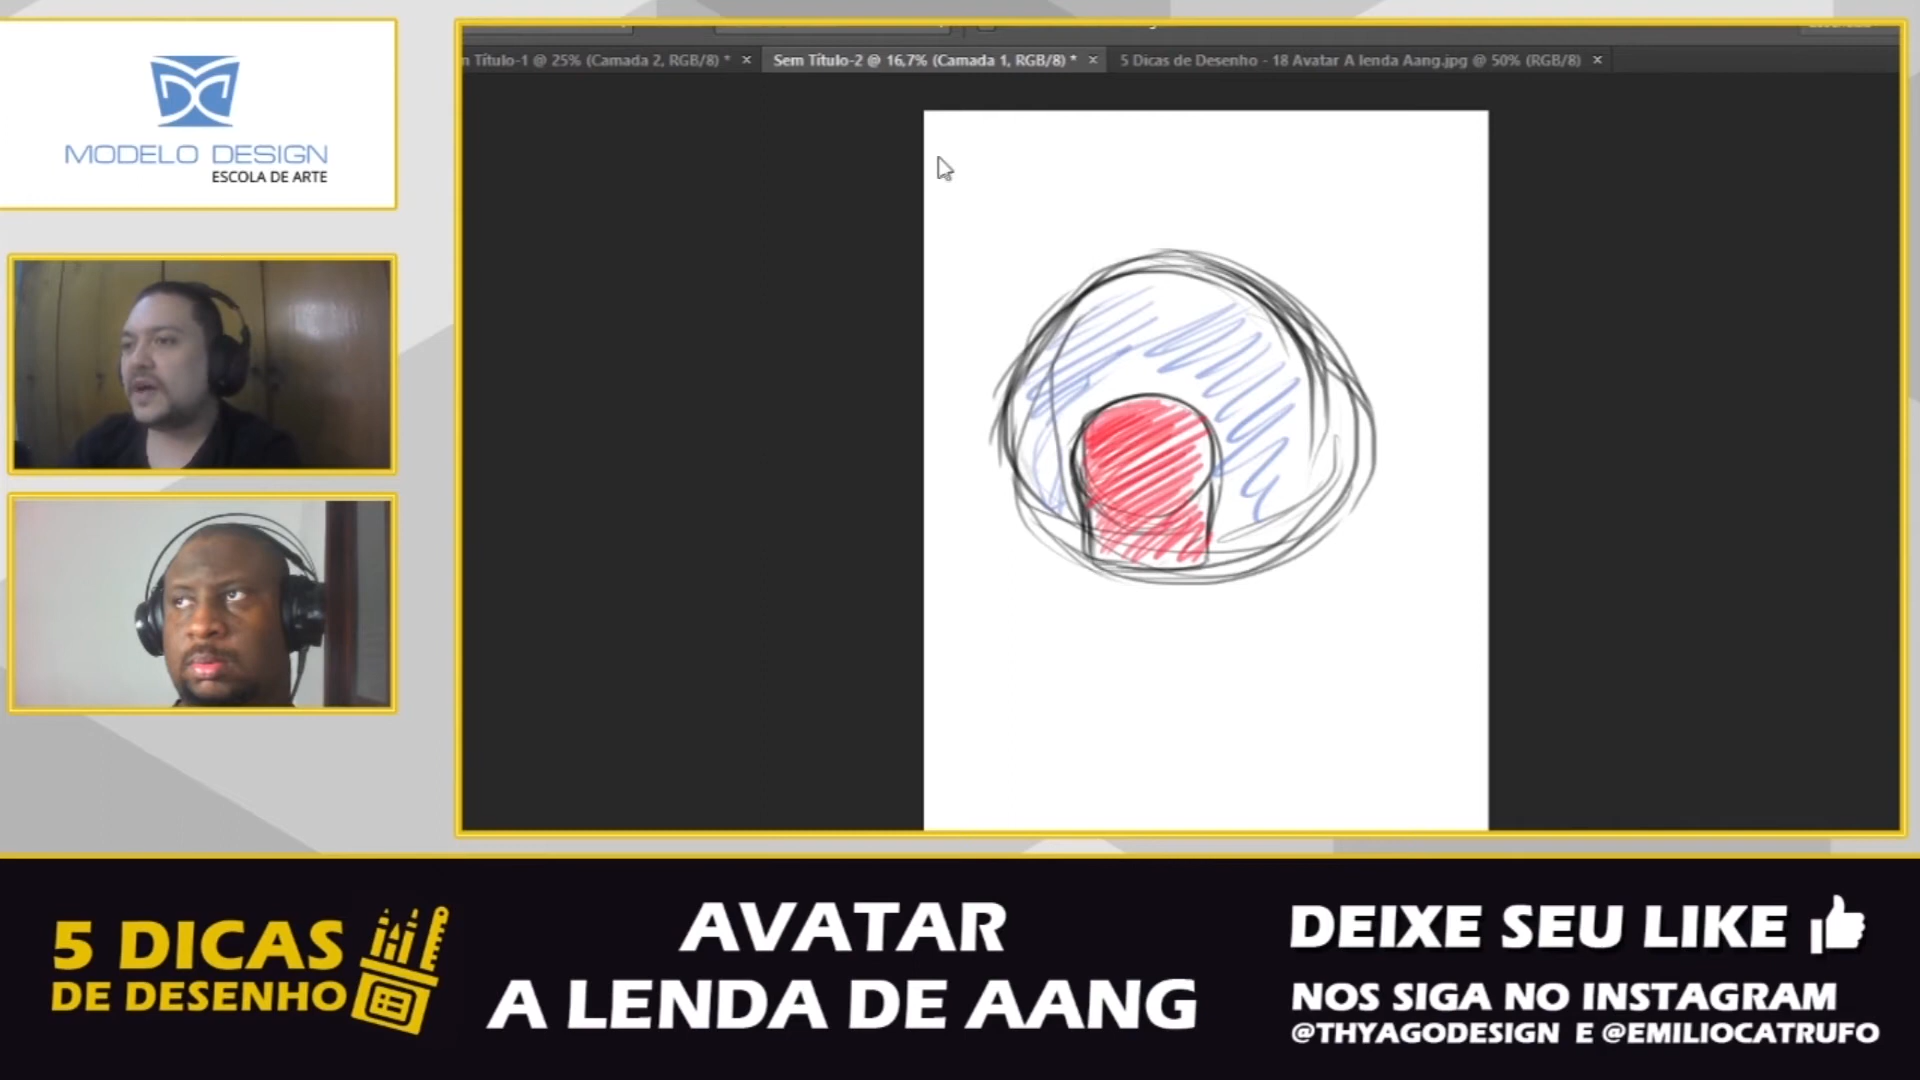 MODELO DESIGN
ESCOLA DE ARTE
Título-1 @ 25% (Camada 2, RGB/8) * ×
Sem Título-2 @ 16,7% (Camada 1, RGB/8) * ×
5 Dicas de Desenho - 18 Avatar A lenda Aang.jpg @ 50% (RGB/8) ×
5 DICAS
DE DESENHO
AVATAR
A LENDA DE AANG
DEIXE SEU LIKE
NOS SIGA NO INSTAGRAM
@THYAGODESIGN E @EMILIOCATRUFO